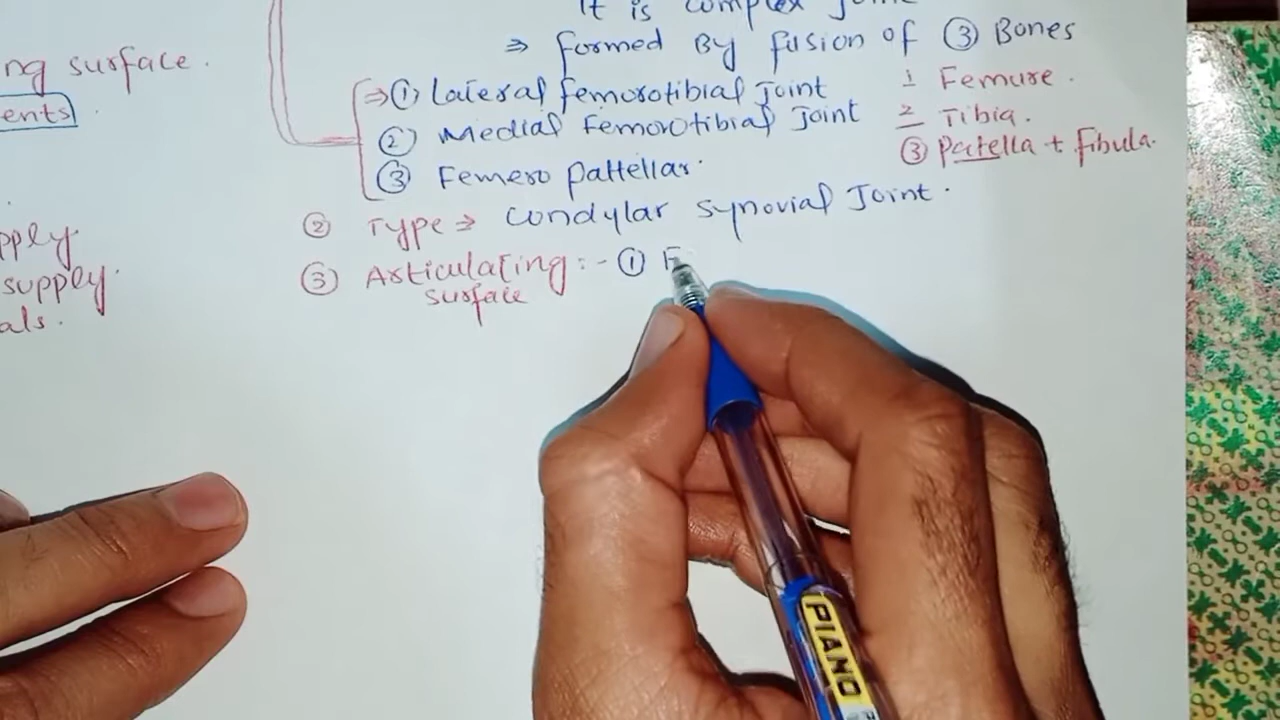 It is complex
⇒ formed By fusion of ③ Bones
ng surface.
ents
⇒ ① Lateral femorotibial Joint
② Medial Femorotibial Joint
③ Femero pattellar.
1 Femure.
2 Tibia.
③ patella + fibula.
② Type ⇒ condylar synovial Joint.
③ Articulating :- ① F
surface
pply
supply.
als.
PIANO